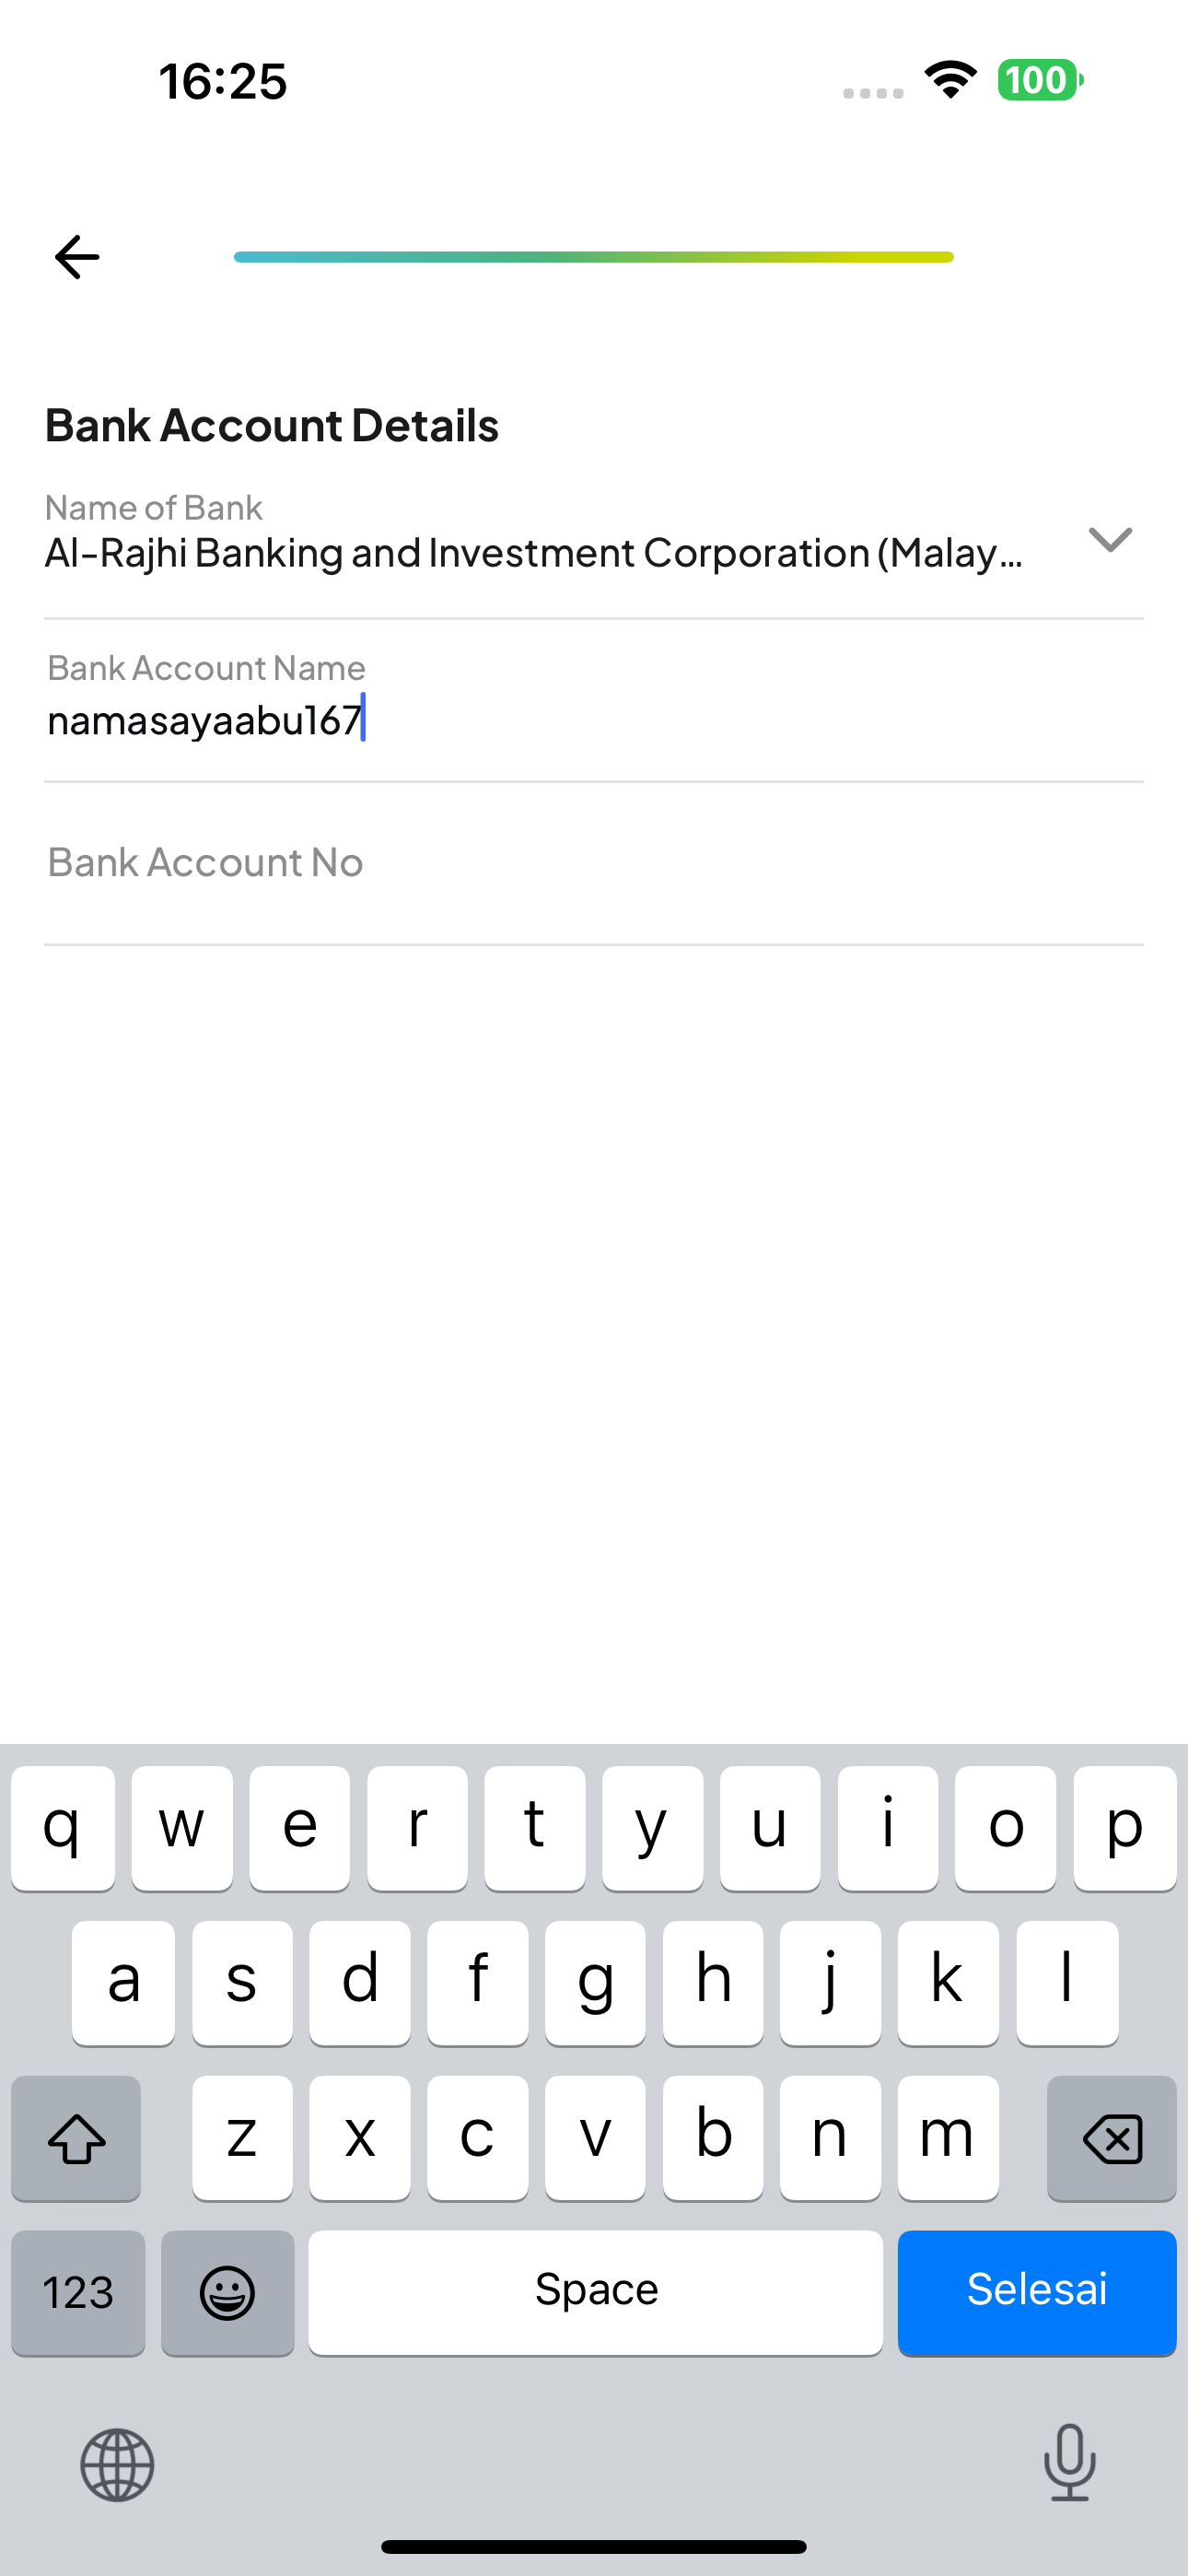 16:25
100
Bank Account Details
Name of Bank
Al-Rajhi Banking and Investment Corporation (Malay...
Bank Account Name
namasayaabu167
Bank Account No
q w e r t y u i o p
a s d f g h j k l
z x c v b n m
123 Space Selesai